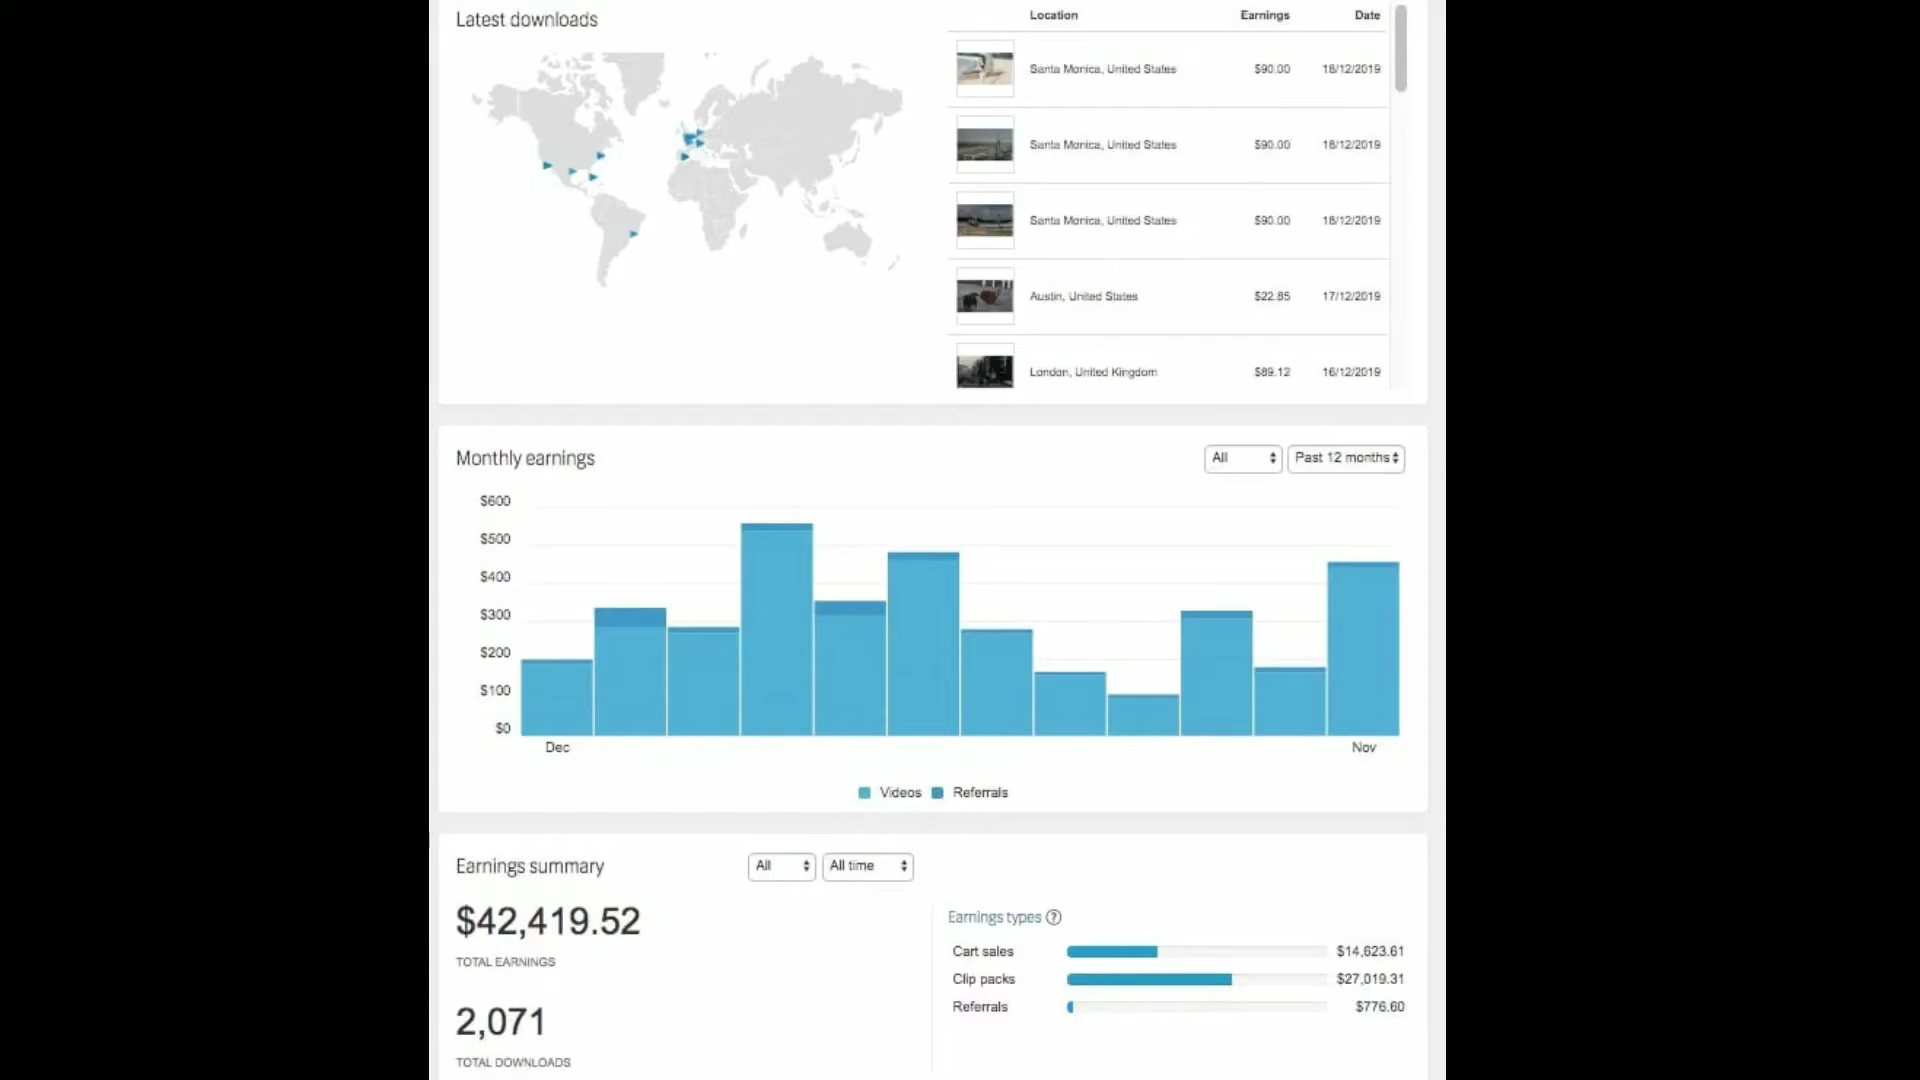 Latest downloads
Location Earnings Date
Santa Monica, United States $90.00 18/12/2019
Santa Monica, United States $90.00 18/12/2019
Santa Monica, United States $90.00 18/12/2019
Austin, United States $22.85 17/12/2019
London, United Kingdom $89.12 16/12/2019
Monthly earnings
All Past 12 months
$600
$500
$400
$300
$200
$100
$0
Dec Nov
Videos Referrals
Earnings summary
All All time
$42,419.52
TOTAL EARNINGS
2,071
TOTAL DOWNLOADS
Earnings types ?
Cart sales $14,623.61
Clip packs $27,019.31
Referrals $776.60